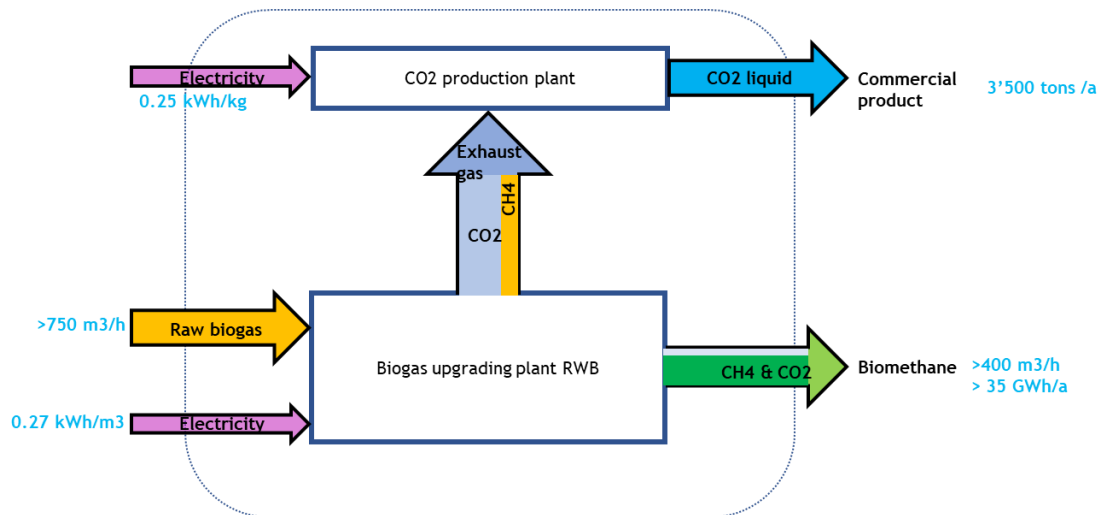 Electricity
0.25 kWh/kg
CO2 production plant
CO2 liquid
Commercial
product
3’500 tons /a
Exhaust
gas
CH4
CO2
>750 m3/h
Raw biogas
Biogas upgrading plant RWB
CH4 & CO2
Biomethane
>400 m3/h
> 35 GWh/a
0.27 kWh/m3
Electricity